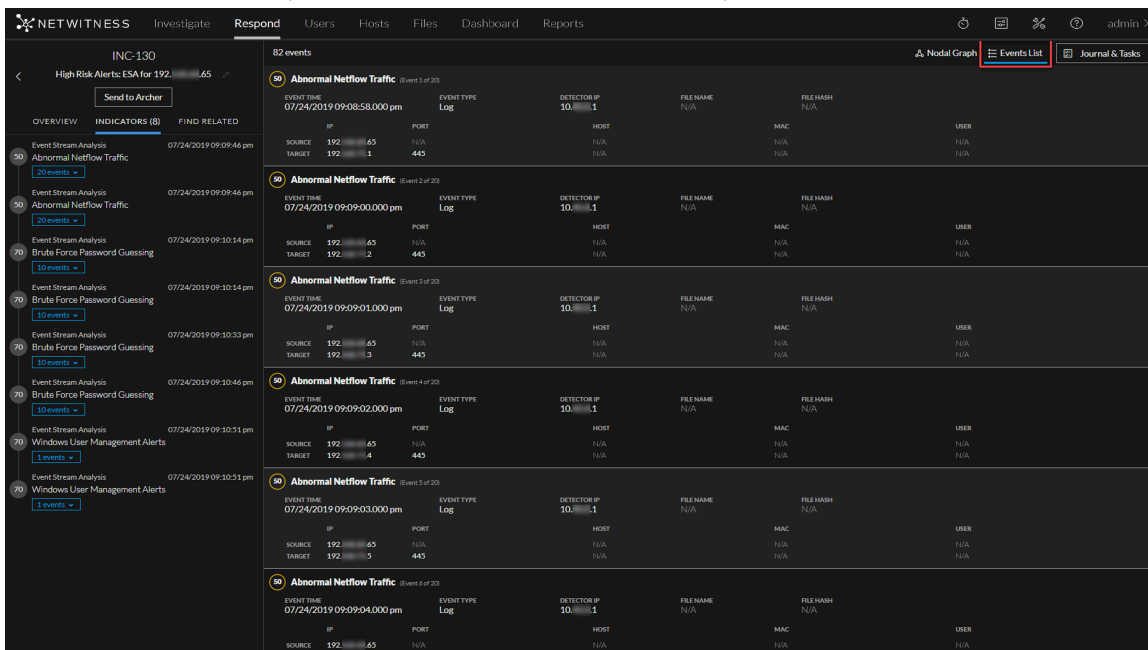 NETWITNESS Investigate Respond Users Hosts Files Dashboard Reports admin
INC-130
High Risk Alerts: ESA for 192. .65
Send to Archer
OVERVIEW INDICATORS (8) FIND RELATED
Event Stream Analysis 07/24/2019 09:09:46 pm
50 Abnormal Netflow Traffic
20 events
Event Stream Analysis 07/24/2019 09:09:46 pm
50 Abnormal Netflow Traffic
20 events
Event Stream Analysis 07/24/2019 09:10:14 pm
70 Brute Force Password Guessing
10 events
Event Stream Analysis 07/24/2019 09:10:14 pm
70 Brute Force Password Guessing
10 events
Event Stream Analysis 07/24/2019 09:10:33 pm
70 Brute Force Password Guessing
10 events
Event Stream Analysis 07/24/2019 09:10:46 pm
70 Brute Force Password Guessing
10 events
Event Stream Analysis 07/24/2019 09:10:51 pm
70 Windows User Management Alerts
1 events
Event Stream Analysis 07/24/2019 09:10:51 pm
70 Windows User Management Alerts
1 events
82 events Nodal Graph Events List Journal & Tasks
50 Abnormal Netflow Traffic (Event 1 of 20)
EVENT TIME EVENT TYPE DETECTOR IP FILE NAME FILE HASH
07/24/2019 09:08:58.000 pm Log 10. .1 N/A N/A
IP PORT HOST MAC USER
SOURCE 192. .65 N/A N/A N/A N/A
TARGET 192. .1 445 N/A N/A N/A
50 Abnormal Netflow Traffic (Event 2 of 20)
EVENT TIME EVENT TYPE DETECTOR IP FILE NAME FILE HASH
07/24/2019 09:09:00.000 pm Log 10. .1 N/A N/A
IP PORT HOST MAC USER
SOURCE 192. .65 N/A N/A N/A N/A
TARGET 192. .2 445 N/A N/A N/A
50 Abnormal Netflow Traffic (Event 3 of 20)
EVENT TIME EVENT TYPE DETECTOR IP FILE NAME FILE HASH
07/24/2019 09:09:01.000 pm Log 10. .1 N/A N/A
IP PORT HOST MAC USER
SOURCE 192. .65 N/A N/A N/A N/A
TARGET 192. .3 445 N/A N/A N/A
50 Abnormal Netflow Traffic (Event 4 of 20)
EVENT TIME EVENT TYPE DETECTOR IP FILE NAME FILE HASH
07/24/2019 09:09:02.000 pm Log 10. .1 N/A N/A
IP PORT HOST MAC USER
SOURCE 192. .65 N/A N/A N/A N/A
TARGET 192. .4 445 N/A N/A N/A
50 Abnormal Netflow Traffic (Event 5 of 20)
EVENT TIME EVENT TYPE DETECTOR IP FILE NAME FILE HASH
07/24/2019 09:09:03.000 pm Log 10. .1 N/A N/A
IP PORT HOST MAC USER
SOURCE 192. .65 N/A N/A N/A N/A
TARGET 192. .5 445 N/A N/A N/A
50 Abnormal Netflow Traffic (Event 6 of 20)
EVENT TIME EVENT TYPE DETECTOR IP FILE NAME FILE HASH
07/24/2019 09:09:04.000 pm Log 10. .1 N/A N/A
IP PORT HOST MAC USER
SOURCE 192. .65 N/A N/A N/A N/A